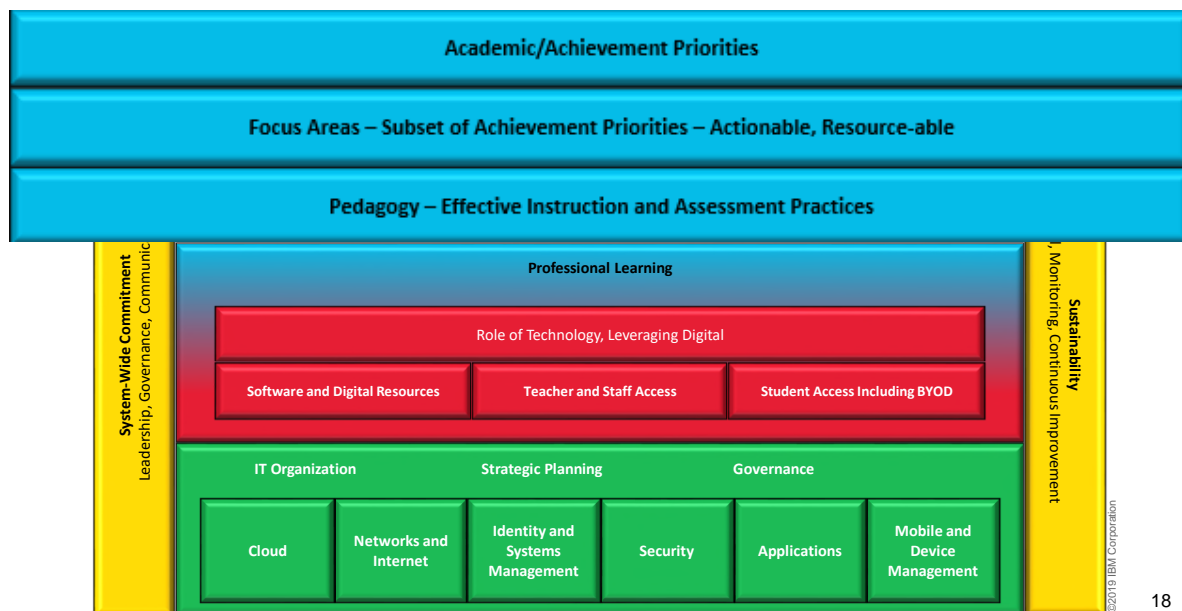 Academic/Achievement Priorities
Focus Areas – Subset of Achievement Priorities – Actionable, Resource-able
Pedagogy – Effective Instruction and Assessment Practices
System-Wide Commitment
Leadership, Governance,
Professional Learning
Role of Technology, Leveraging Digital
Software and Digital Resources
Teacher and Staff Access
Student Access Including BYOD
IT Organization
Strategic Planning
Governance
Cloud
Networks and
Internet
Identity and
Systems
Management
Security
Applications
Mobile and
Device
Management
Sustainability
Monitoring, Continuous Improvement
©2019 IBM Corporation
18